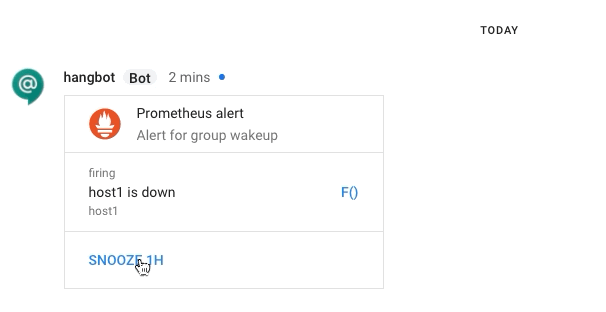 TODAY
hangbot Bot 2 mins
Prometheus alert
Alert for group wakeup
firing
host1 is down F()
host1
SNOOZE 1H